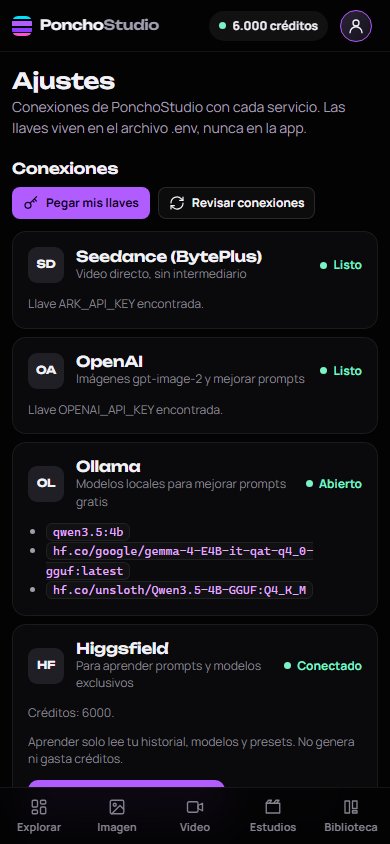 PonchoStudio
6.000 créditos
Ajustes
Conexiones de PonchoStudio con cada servicio. Las
llaves viven en el archivo .env, nunca en la app.
Conexiones
Pegar mis llaves
Revisar conexiones
SD
Seedance (BytePlus)
Video directo, sin intermediario
Listo
Llave ARK_API_KEY encontrada.
OA
OpenAI
Imágenes gpt-image-2 y mejorar prompts
Listo
Llave OPENAI_API_KEY encontrada.
OL
Ollama
Modelos locales para mejorar prompts
gratis
Abierto
qwen3.5:4b
hf.co/google/gemma-4-E4B-it-qat-q4_0-
gguf:latest
hf.co/unsloth/Qwen3.5-4B-GGUF:Q4_K_M
HF
Higgsfield
Para aprender prompts y modelos
exclusivos
Conectado
Créditos: 6000.
Aprender solo lee tu historial, modelos y presets. No genera
ni gasta créditos.
Explorar
Imagen
Video
Estudios
Biblioteca